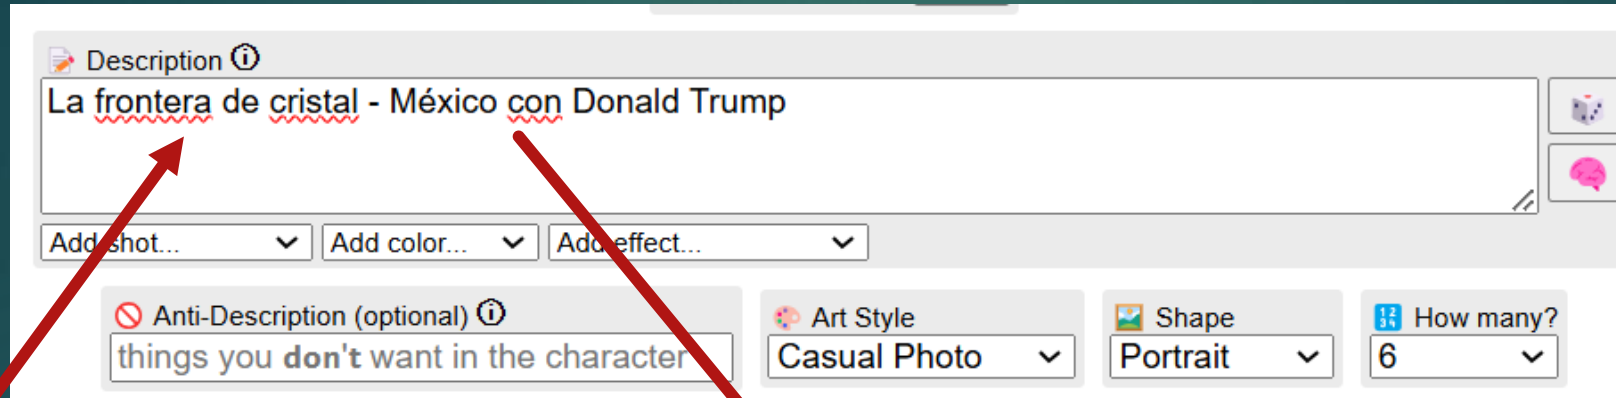 Description
La frontera de cristal - México con Donald Trump
Add shot... Add color... Add effect...
Anti-Description (optional) Art Style Shape How many?
things you don't want in the character Casual Photo Portrait 6